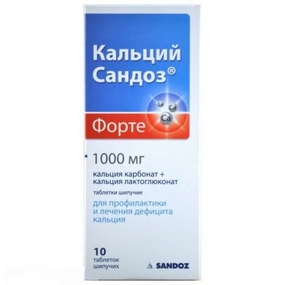 Кальций
Сандоз®
Ca
Форте
1000 мг
кальция карбонат +
кальция лактоглюконат
таблетки шипучие
для профилактики
и лечения дефицита
кальция
10
таблеток
шипучих
SANDOZ